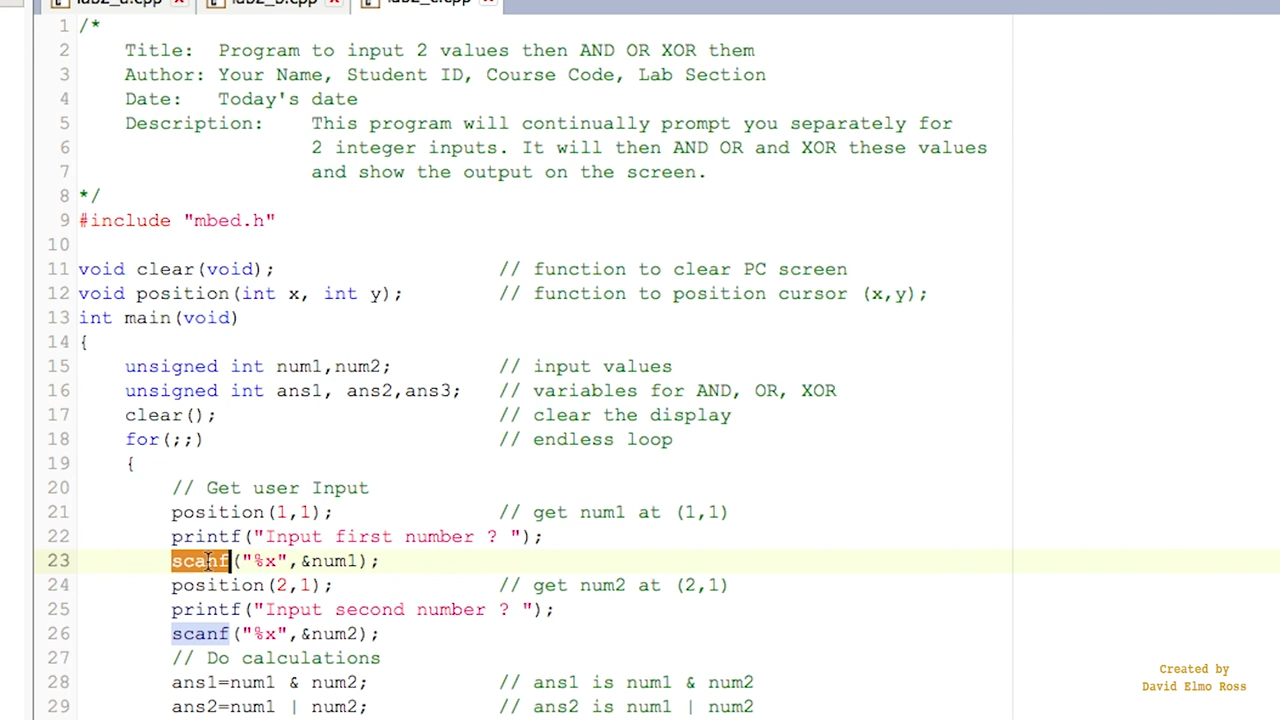 lab2_a.cpp lab2_b.cpp lab2_c.cpp
1 /*
2 Title: Program to input 2 values then AND OR XOR them
3 Author: Your Name, Student ID, Course Code, Lab Section
4 Date: Today's date
5 Description: This program will continually prompt you separately for
6 2 integer inputs. It will then AND OR and XOR these values
7 and show the output on the screen.
8 */
9 #include "mbed.h"
10
11 void clear(void); // function to clear PC screen
12 void position(int x, int y); // function to position cursor (x,y);
13 int main(void)
14 {
15 unsigned int num1,num2; // input values
16 unsigned int ans1, ans2,ans3; // variables for AND, OR, XOR
17 clear(); // clear the display
18 for(;;) // endless loop
19 {
20 // Get user Input
21 position(1,1); // get num1 at (1,1)
22 printf("Input first number ? ");
23 scanf("%x",&num1);
24 position(2,1); // get num2 at (2,1)
25 printf("Input second number ? ");
26 scanf("%x",&num2);
27 // Do calculations
28 ans1=num1 & num2; // ans1 is num1 & num2
29 ans2=num1 | num2; // ans2 is num1 | num2
Created by
David Elmo Ross